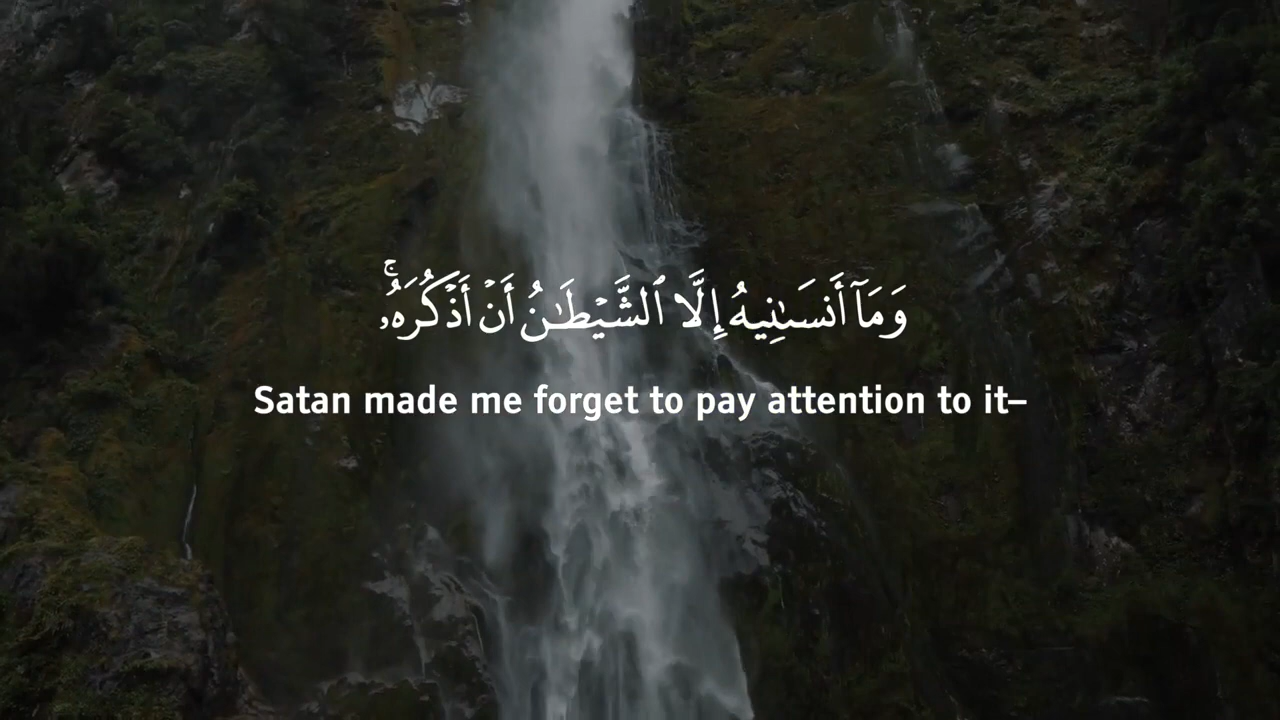 وَمَآ أَنسَىٰنِيهُ إِلَّا ٱلشَّيْطَـٰنُ أَنْ أَذْكُرَهُۥ ۚ
Satan made me forget to pay attention to it–